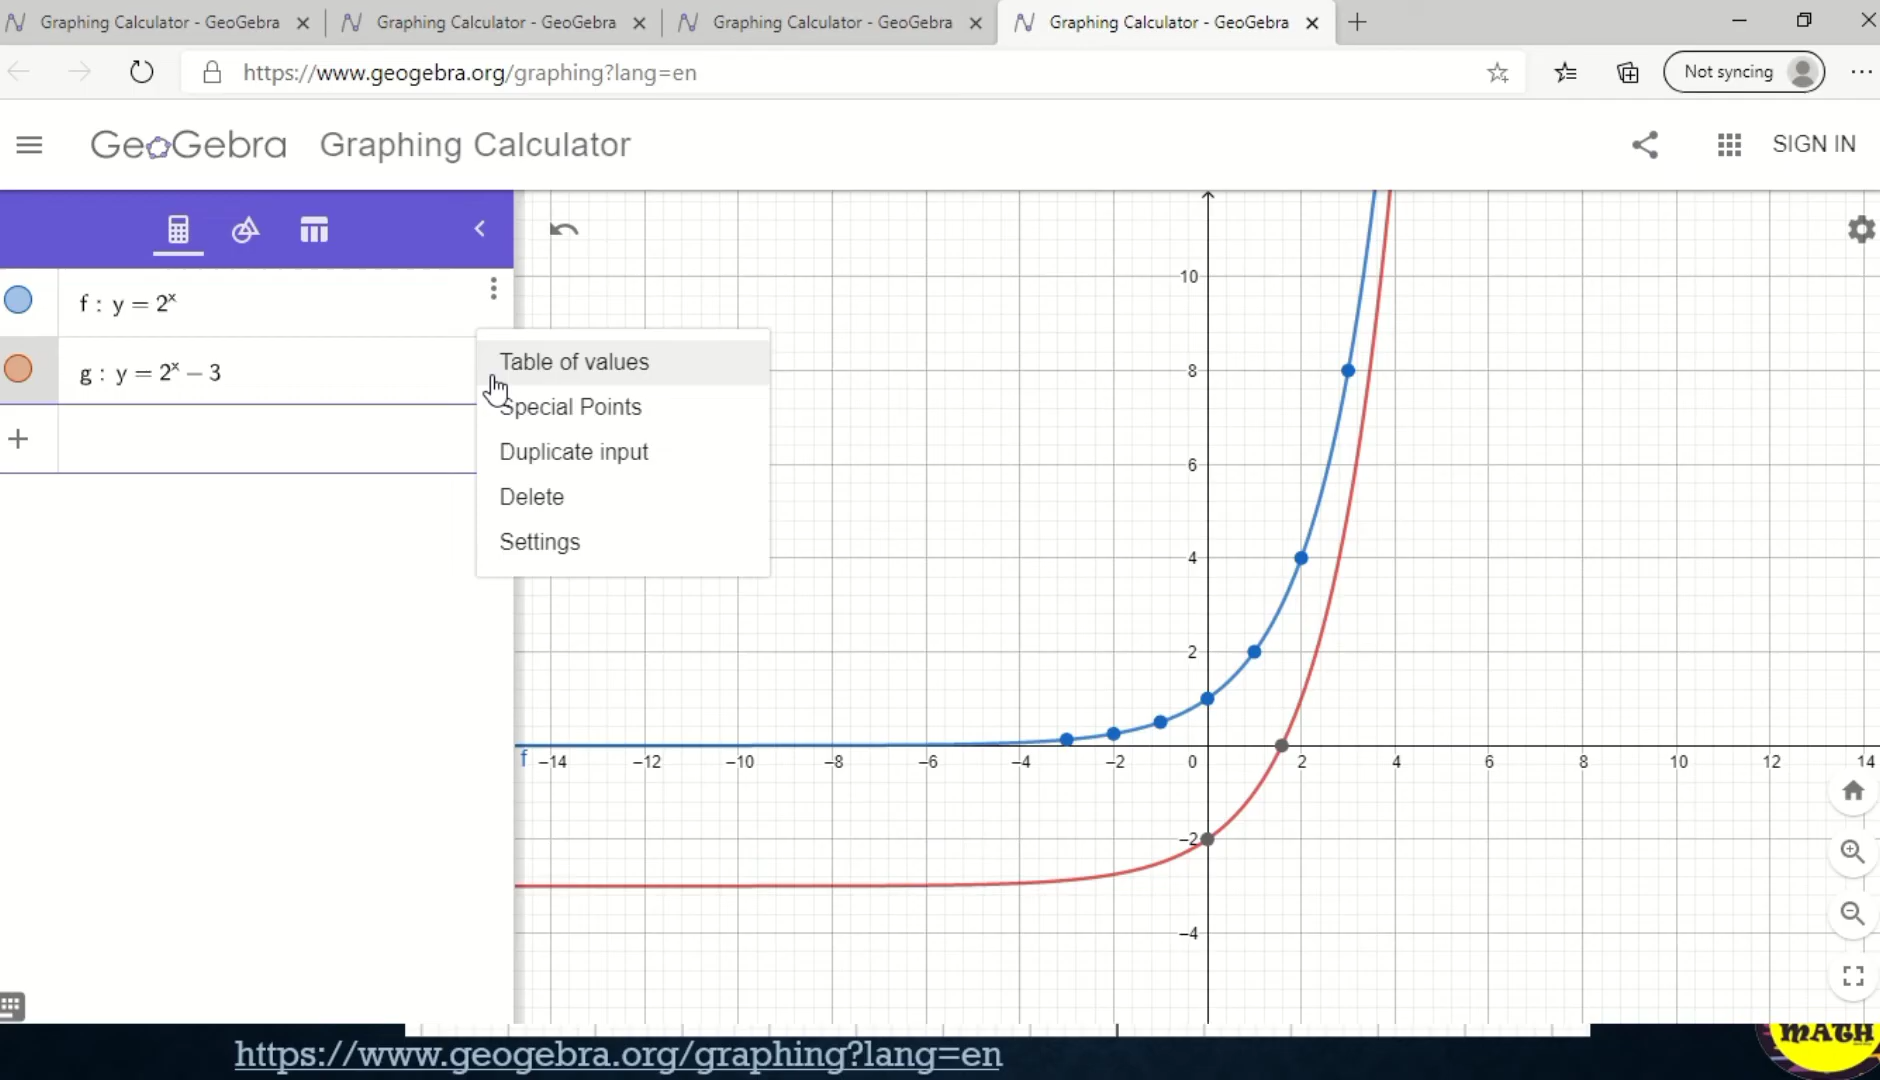 Graphing Calculator - GeoGebra
Graphing Calculator - GeoGebra
Graphing Calculator - GeoGebra
Graphing Calculator - GeoGebra
https://www.geogebra.org/graphing?lang=en
Not syncing
GeoGebra
Graphing Calculator
SIGN IN
f : y = 2ˣ
g : y = 2ˣ − 3
Table of values
Special Points
Duplicate input
Delete
Settings
10
8
6
4
2
f
−14
−12
−10
−8
−6
−4
−2
0
2
4
6
8
10
12
14
−2
−4
https://www.geogebra.org/graphing?lang=en
MATH